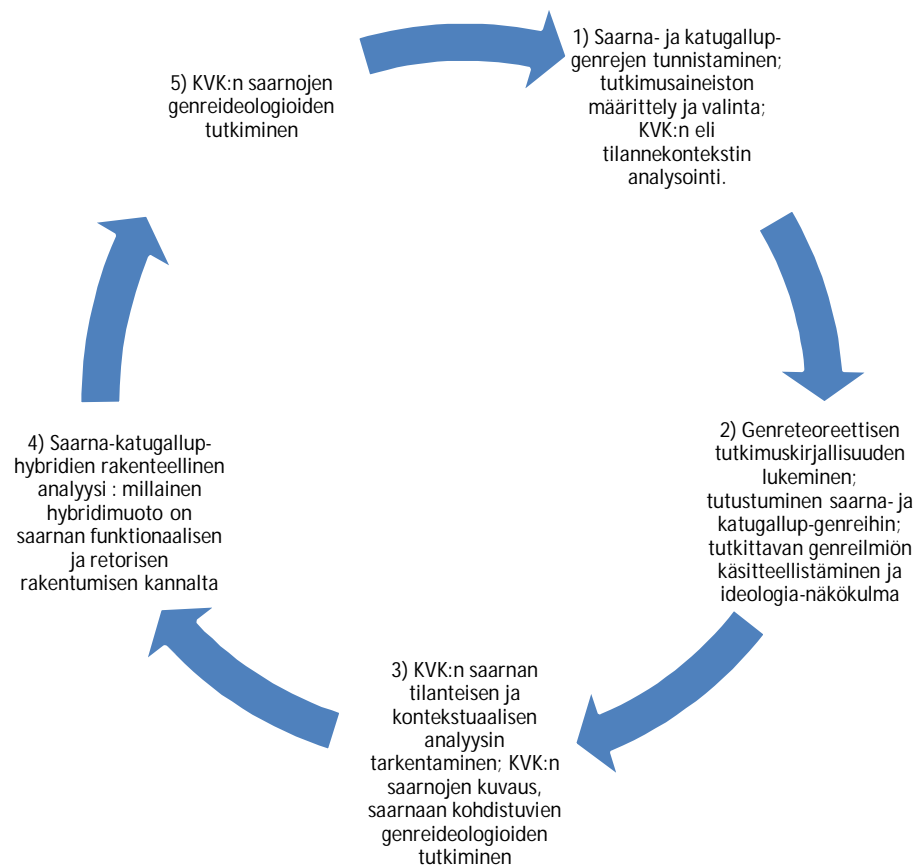 1) Saarna- ja katugallup-
genrejen tunnistaminen;
tutkimusaineiston
määrittely ja valinta;
KVK:n eli
tilannekontekstin
analysointi.
2) Genreteoreettisen
tutkimuskirjallisuuden
lukeminen;
tutustuminen saarna- ja
katugallup-genreihin;
tutkittavan genreilmiön
käsitteellistäminen ja
ideologia-näkökulma
3) KVK:n saarnan
tilanteisen ja
kontekstuaalisen
analyysin
tarkentaminen; KVK:n
saarnojen kuvaus,
saarnaan kohdistuvien
genreideologioiden
tutkiminen
4) Saarna-katugallup-
hybridien rakenteellinen
analyysi : millainen
hybridimuoto on
saarnan funktionaalisen
ja retorisen
rakentumisen kannalta
5) KVK:n saarnojen
genreideologioiden
tutkiminen